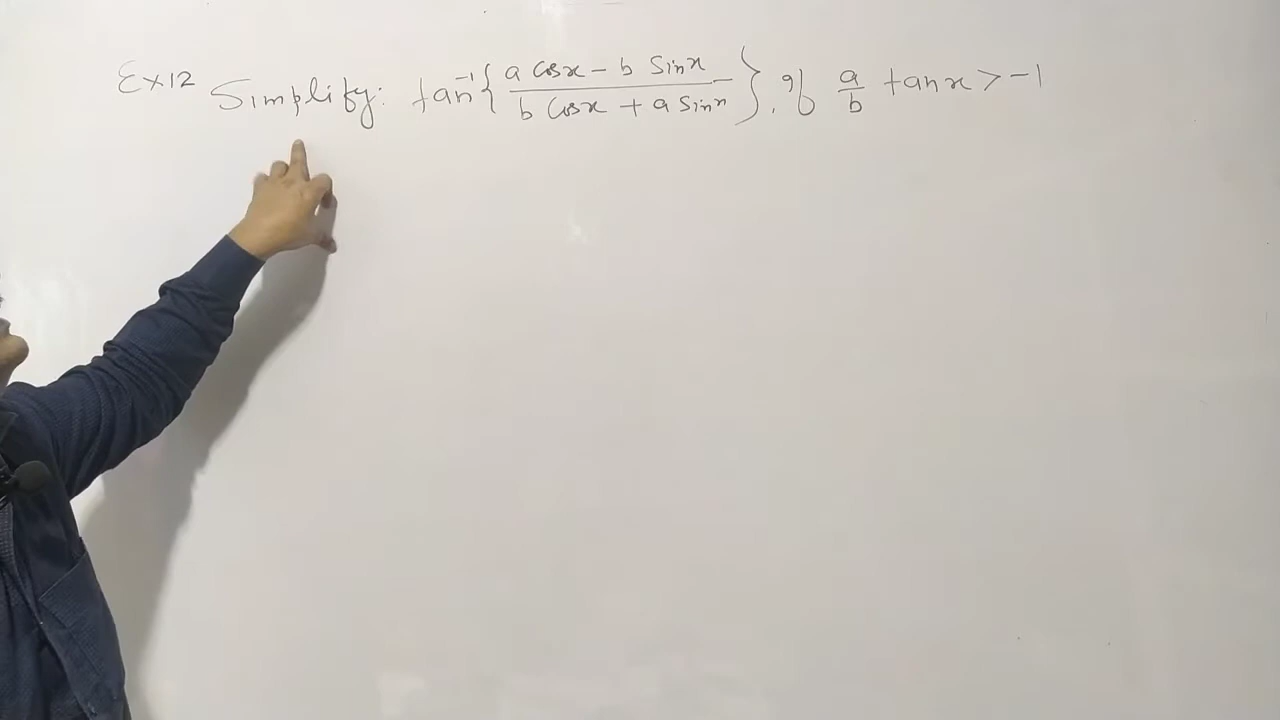 Ex12 Simplify: tan⁻¹{(a cosx - b sinx)/(b cosx + a sinx)}, if a/b tanx > -1